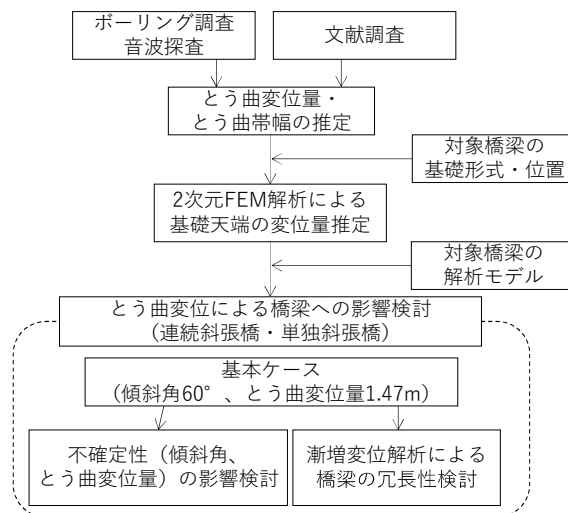 ボーリング調査
音波探査
文献調査
とう曲変位量・
とう曲帯幅の推定
対象橋梁の
基礎形式・位置
2次元FEM解析による
基礎天端の変位量推定
対象橋梁の
解析モデル
とう曲変位による橋梁への影響検討
（連続斜張橋・単独斜張橋）
基本ケース
（傾斜角60°、とう曲変位量1.47m）
不確定性（傾斜角、
とう曲変位量）の影響検討
漸増変位解析による
橋梁の冗長性検討